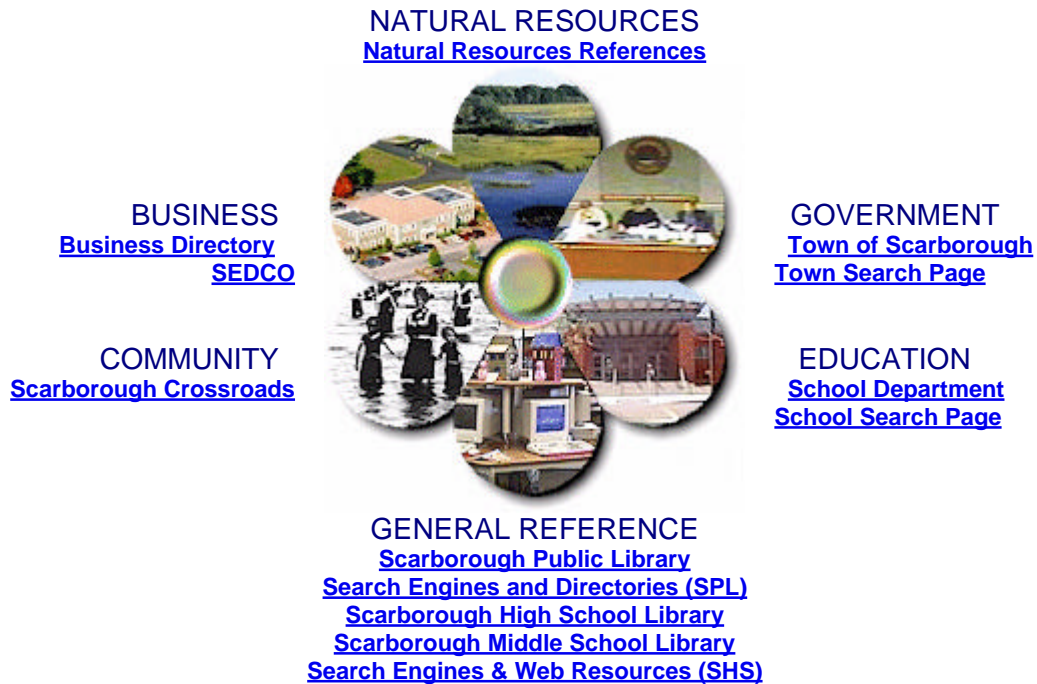 NATURAL RESOURCES
Natural Resources References
BUSINESS
Business Directory
SEDCO
GOVERNMENT
Town of Scarborough
Town Search Page
COMMUNITY
Scarborough Crossroads
EDUCATION
School Department
School Search Page
GENERAL REFERENCE
Scarborough Public Library
Search Engines and Directories (SPL)
Scarborough High School Library
Scarborough Middle School Library
Search Engines & Web Resources (SHS)